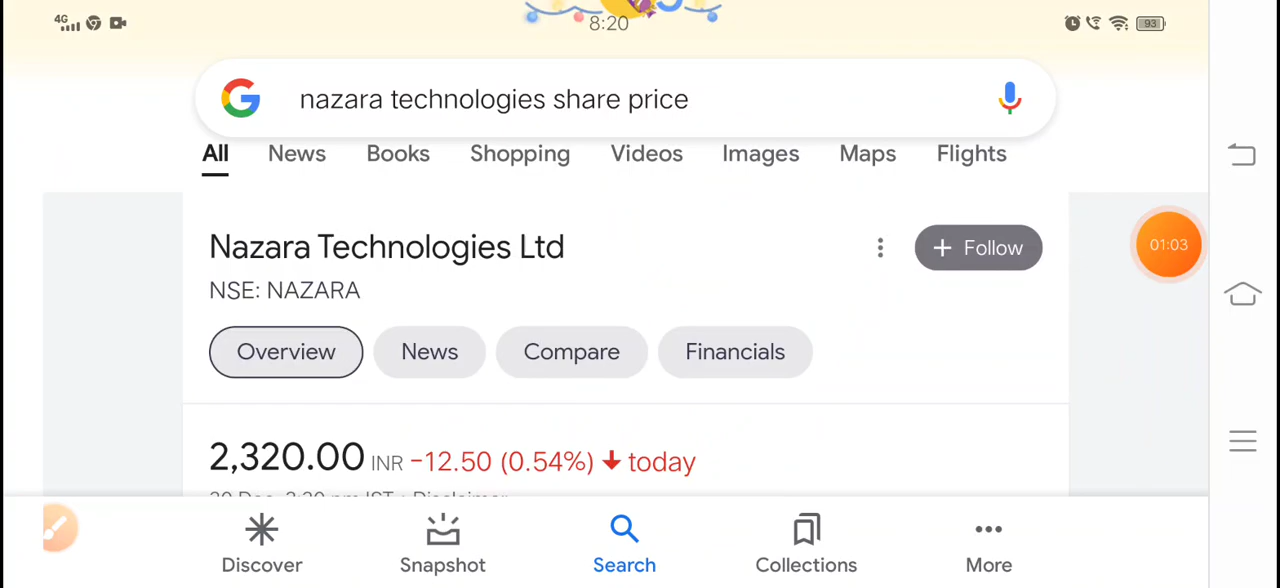 4G
8:20
93
nazara technologies share price
All News Books Shopping Videos Images Maps Flights
Nazara Technologies Ltd
+ Follow
NSE: NAZARA
01:03
Overview News Compare Financials
2,320.00 INR −12.50 (0.54%) ↓ today
Discover Snapshot Search Collections More